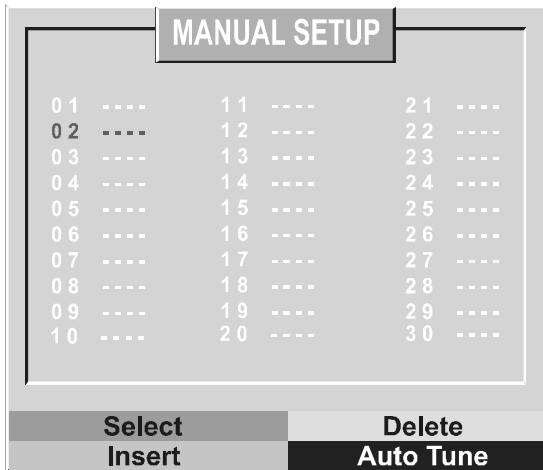 MANUAL SETUP
01 ---- 11 ---- 21 ----
02 ---- 12 ---- 22 ----
03 ---- 13 ---- 23 ----
04 ---- 14 ---- 24 ----
05 ---- 15 ---- 25 ----
06 ---- 16 ---- 26 ----
07 ---- 17 ---- 27 ----
08 ---- 18 ---- 28 ----
09 ---- 19 ---- 29 ----
10 ---- 20 ---- 30 ----
Select Delete
Insert Auto Tune